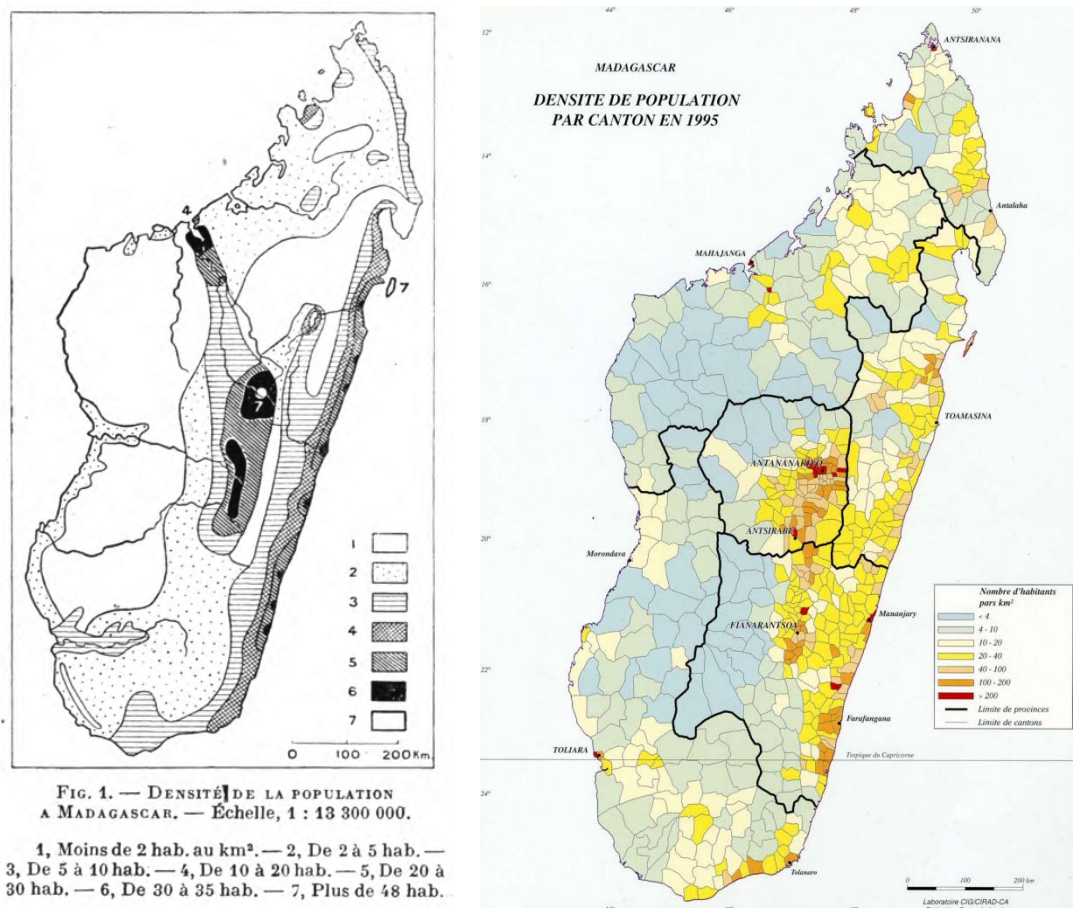 4
7
7
1
2
3
4
5
6
7
0 100 200 Km.
FIG. 1. — DENSITÉ DE LA POPULATION
A MADAGASCAR. — Échelle, 1 : 13 300 000.
1, Moins de 2 hab. au km². — 2, De 2 à 5 hab. —
3, De 5 à 10 hab. — 4, De 10 à 20 hab. — 5, De 20 à
30 hab. — 6, De 30 à 35 hab. — 7, Plus de 48 hab.
44° 46° 48° 50°
12°
ANTSIRANANA
MADAGASCAR
DENSITE DE POPULATION
PAR CANTON EN 1995
14°
Antalaha
MAHAJANGA
16°
18°
TOAMASINA
ANTANANARIVO
ANTSIRABE
20°
Morondava
Nombre d'habitants
pars km²
< 4
4 - 10
10 - 20
20 - 40
40 - 100
100 - 200
> 200
Limite de provinces
Limite de cantons
Mananjary
FIANARANTSOA
22°
Farafangana
TOLIARA
Tropique du Capricorne
24°
Tolanaro
0 100 200 km
Laboratoire CIG/CIRAD-CA